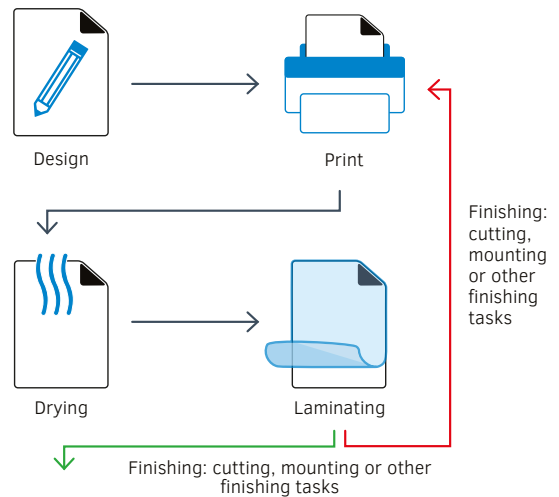 Design
Print
Finishing:
cutting,
mounting
or other
finishing
tasks
Drying
Laminating
Finishing: cutting, mounting or other
finishing tasks